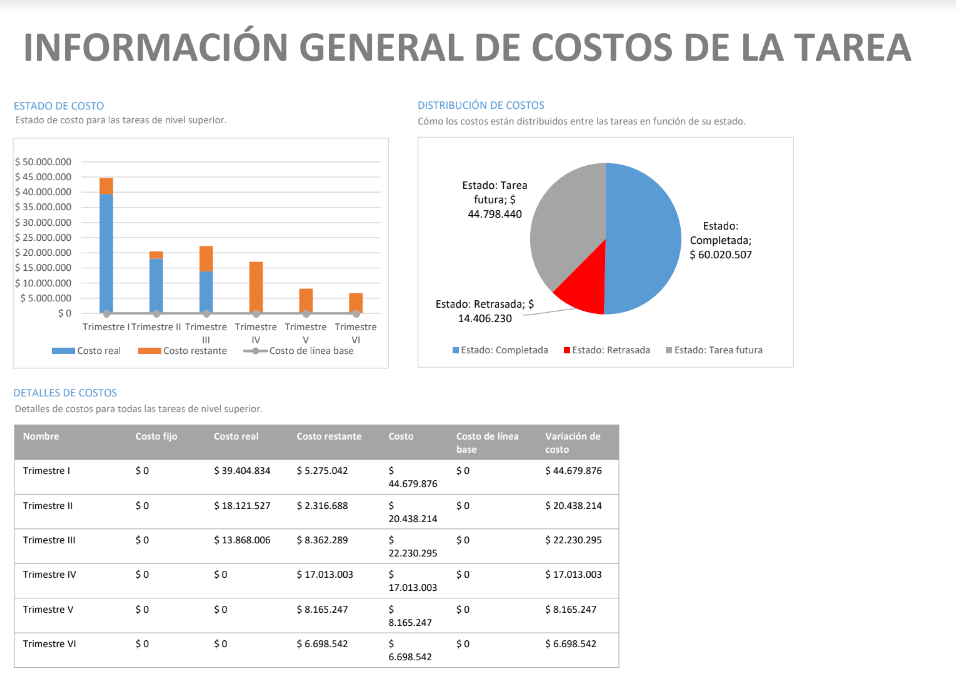 INFORMACIÓN GENERAL DE COSTOS DE LA TAREA
ESTADO DE COSTO
Estado de costo para las tareas de nivel superior.
$ 50.000.000
$ 45.000.000
$ 40.000.000
$ 35.000.000
$ 30.000.000
$ 25.000.000
$ 20.000.000
$ 15.000.000
$ 10.000.000
$ 5.000.000
$ 0
Trimestre I Trimestre II Trimestre III Trimestre IV Trimestre V Trimestre VI
Costo real Costo restante Costo de línea base
DISTRIBUCIÓN DE COSTOS
Cómo los costos están distribuidos entre las tareas en función de su estado.
Estado: Tarea
futura; $
44.798.440
Estado:
Completada;
$ 60.020.507
Estado: Retrasada; $
14.406.230
Estado: Completada Estado: Retrasada Estado: Tarea futura
DETALLES DE COSTOS
Detalles de costos para todas las tareas de nivel superior.
Nombre Costo fijo Costo real Costo restante Costo Costo de línea base Variación de costo
Trimestre I $ 0 $ 39.404.834 $ 5.275.042 $ 44.679.876 $ 0 $ 44.679.876
Trimestre II $ 0 $ 18.121.527 $ 2.316.688 $ 20.438.214 $ 0 $ 20.438.214
Trimestre III $ 0 $ 13.868.006 $ 8.362.289 $ 22.230.295 $ 0 $ 22.230.295
Trimestre IV $ 0 $ 0 $ 17.013.003 $ 17.013.003 $ 0 $ 17.013.003
Trimestre V $ 0 $ 0 $ 8.165.247 $ 8.165.247 $ 0 $ 8.165.247
Trimestre VI $ 0 $ 0 $ 6.698.542 $ 6.698.542 $ 0 $ 6.698.542